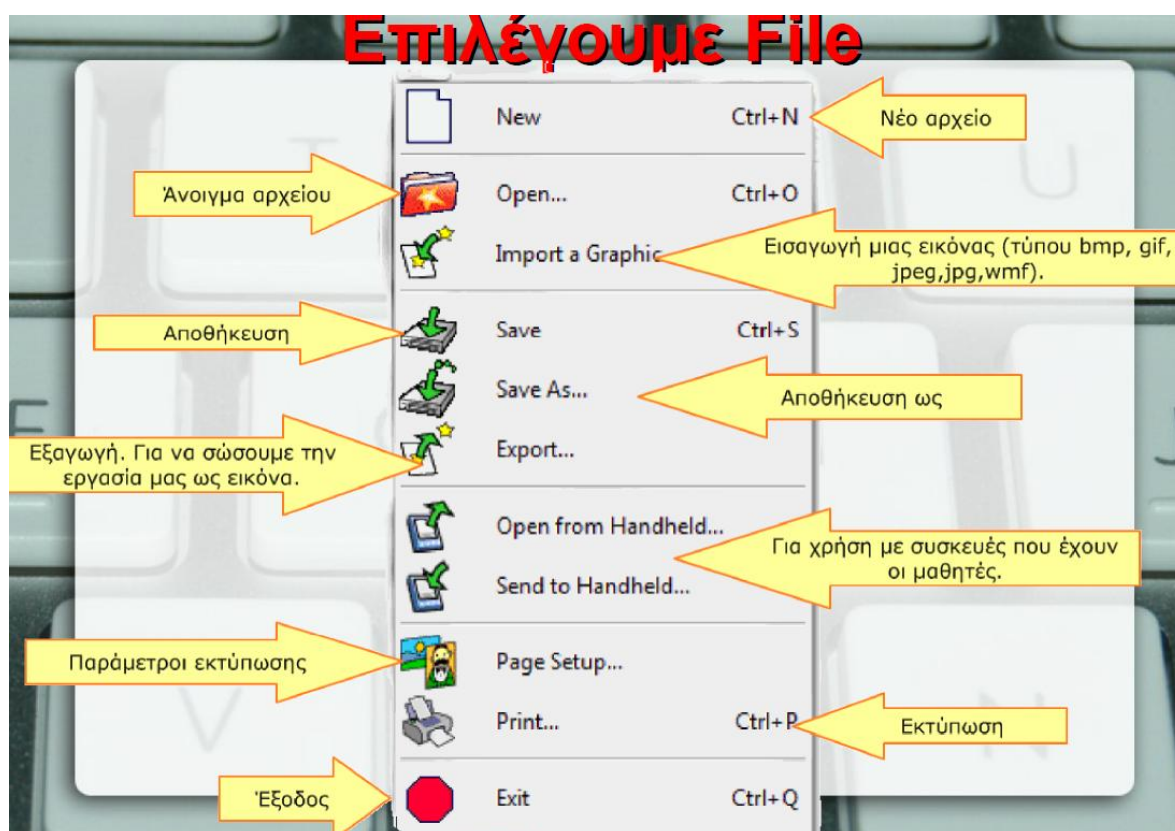 Επιλέγουμε File
New Ctrl+N
Νέο αρχείο
Άνοιγμα αρχείου
Open... Ctrl+O
Import a Graphic
Εισαγωγή μιας εικόνας (τύπου bmp, gif,
jpeg,jpg,wmf).
Αποθήκευση
Save Ctrl+S
Save As...
Αποθήκευση ως
Εξαγωγή. Για να σώσουμε την
εργασία μας ως εικόνα.
Export...
Open from Handheld...
Send to Handheld...
Για χρήση με συσκευές που έχουν
οι μαθητές.
Παράμετροι εκτύπωσης
Page Setup...
Print... Ctrl+P
Εκτύπωση
Έξοδος
Exit Ctrl+Q
T
U
F
J
V
N